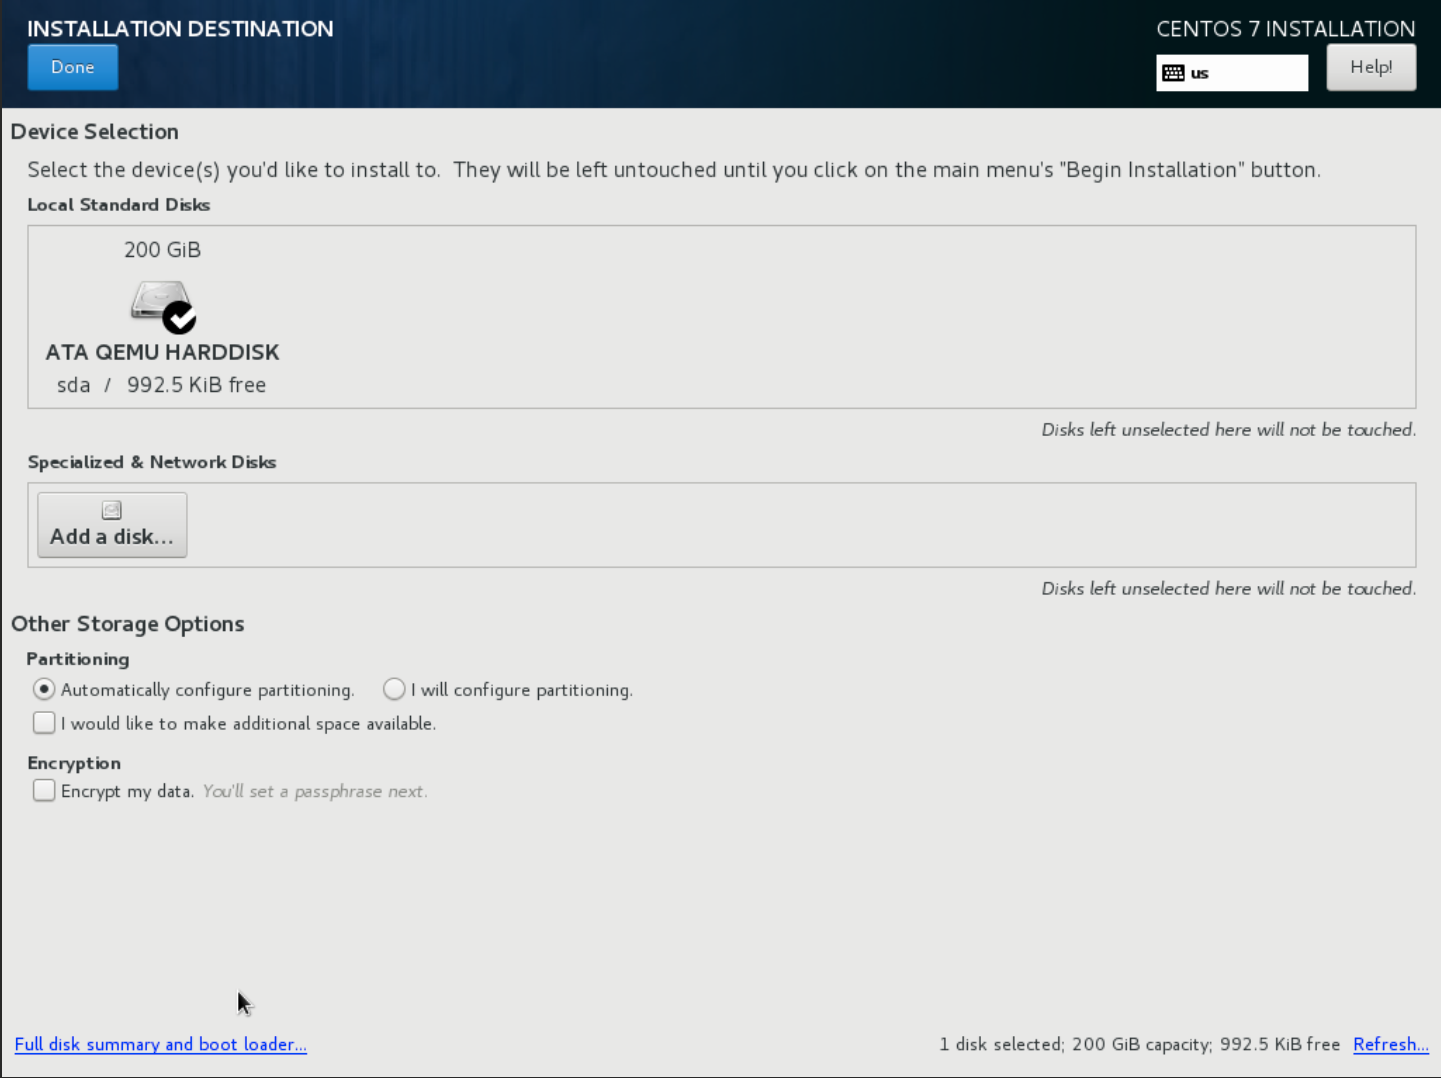 INSTALLATION DESTINATION
CENTOS 7 INSTALLATION
Done
us
Help!
Device Selection
Select the device(s) you'd like to install to.  They will be left untouched until you click on the main menu's "Begin Installation" button.
Local Standard Disks
200 GiB
ATA QEMU HARDDISK
sda / 992.5 KiB free
Disks left unselected here will not be touched.
Specialized & Network Disks
Add a disk...
Disks left unselected here will not be touched.
Other Storage Options
Partitioning
Automatically configure partitioning. I will configure partitioning.
I would like to make additional space available.
Encryption
Encrypt my data. You'll set a passphrase next.
Full disk summary and boot loader... 1 disk selected; 200 GiB capacity; 992.5 KiB free Refresh...